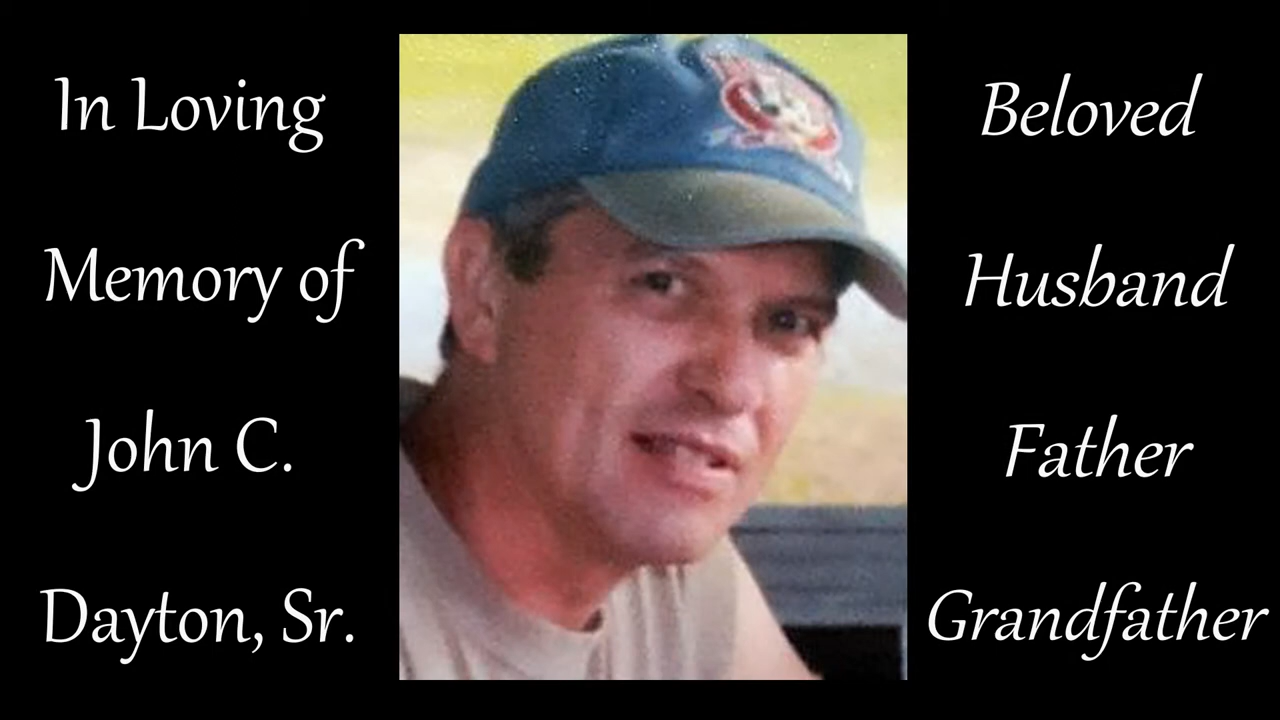 In Loving
Memory of
John C.
Dayton, Sr.
Beloved
Husband
Father
Grandfather